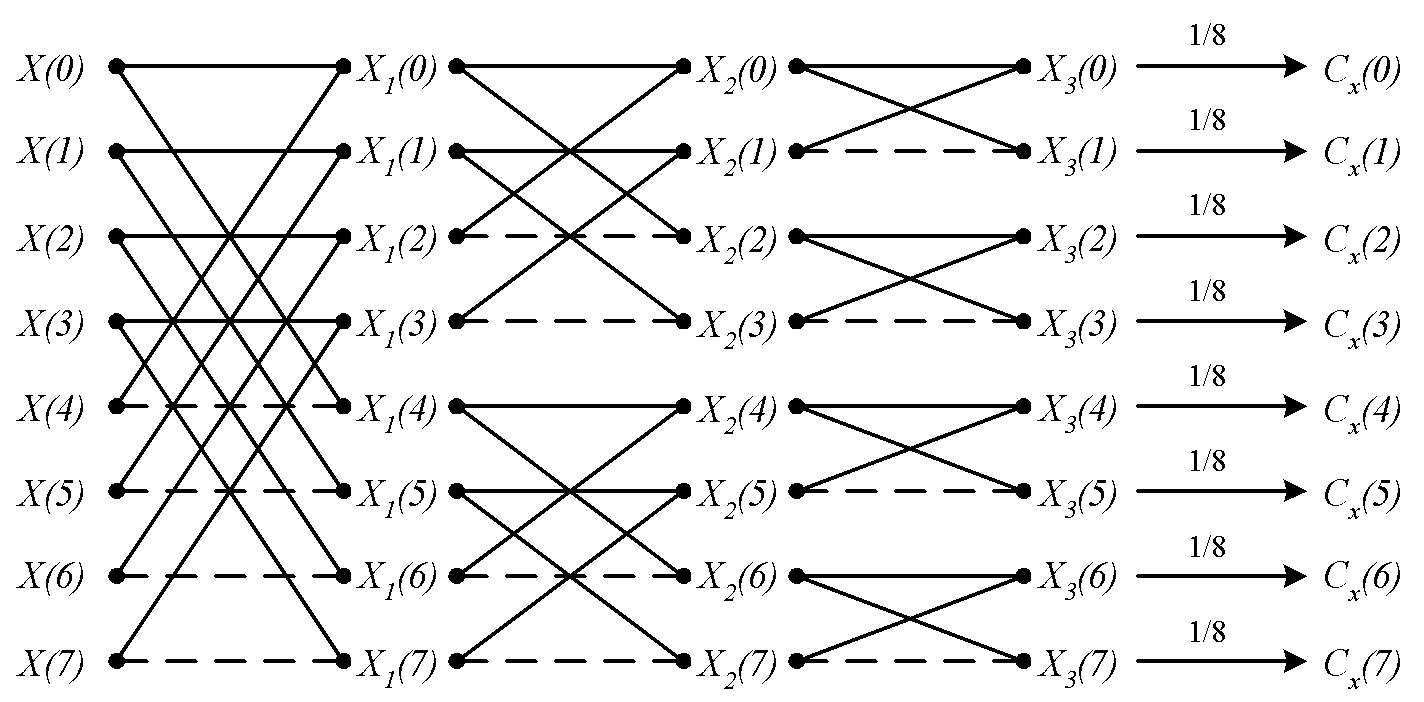 X(0) X₁(0) X₂(0) X₃(0) 1/8 Cₓ(0)
X(1) X₁(1) X₂(1) X₃(1) 1/8 Cₓ(1)
X(2) X₁(2) X₂(2) X₃(2) 1/8 Cₓ(2)
X(3) X₁(3) X₂(3) X₃(3) 1/8 Cₓ(3)
X(4) X₁(4) X₂(4) X₃(4) 1/8 Cₓ(4)
X(5) X₁(5) X₂(5) X₃(5) 1/8 Cₓ(5)
X(6) X₁(6) X₂(6) X₃(6) 1/8 Cₓ(6)
X(7) X₁(7) X₂(7) X₃(7) 1/8 Cₓ(7)